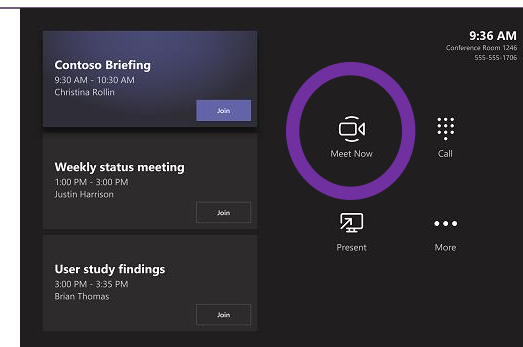 Contoso Briefing
9:30 AM - 10:30 AM
Christina Rollin
Join
Weekly status meeting
1:00 PM - 3:00 PM
Justin Harrison
Join
User study findings
3:00 PM - 3:35 PM
Brian Thomas
Join
9:36 AM
Conference Room 1246
555-555-1706
Meet Now
Call
Present
More